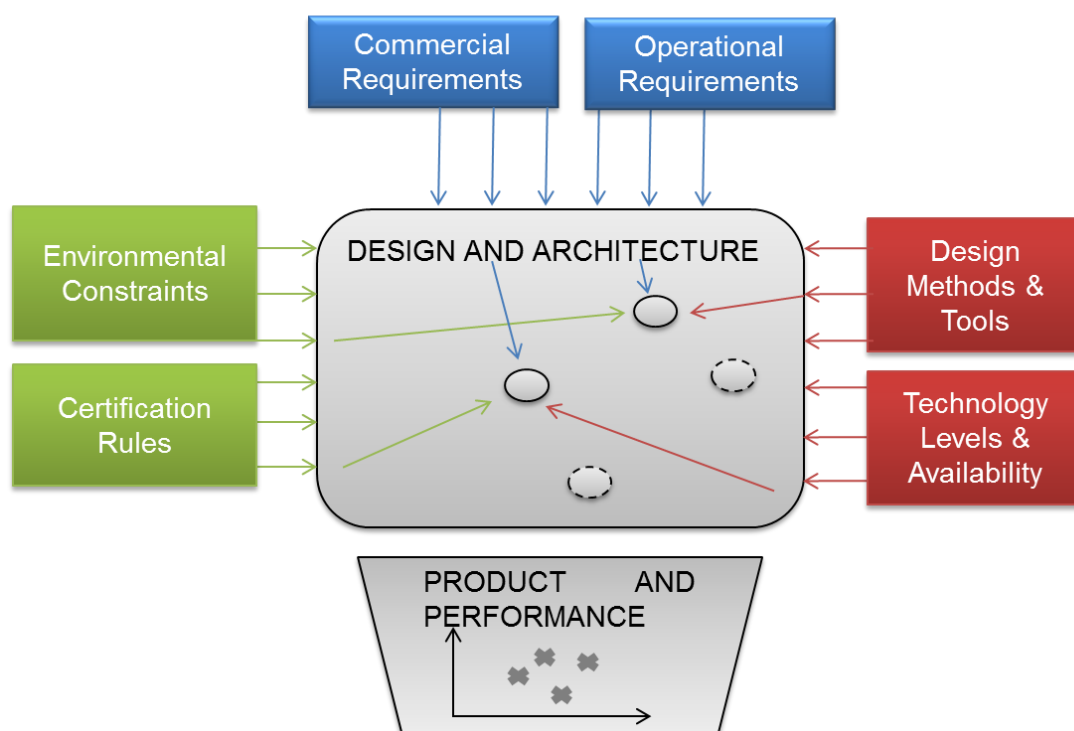 Commercial
Requirements
Operational
Requirements
Environmental
Constraints
Certification
Rules
DESIGN AND ARCHITECTURE
Design
Methods &
Tools
Technology
Levels &
Availability
PRODUCT AND
PERFORMANCE